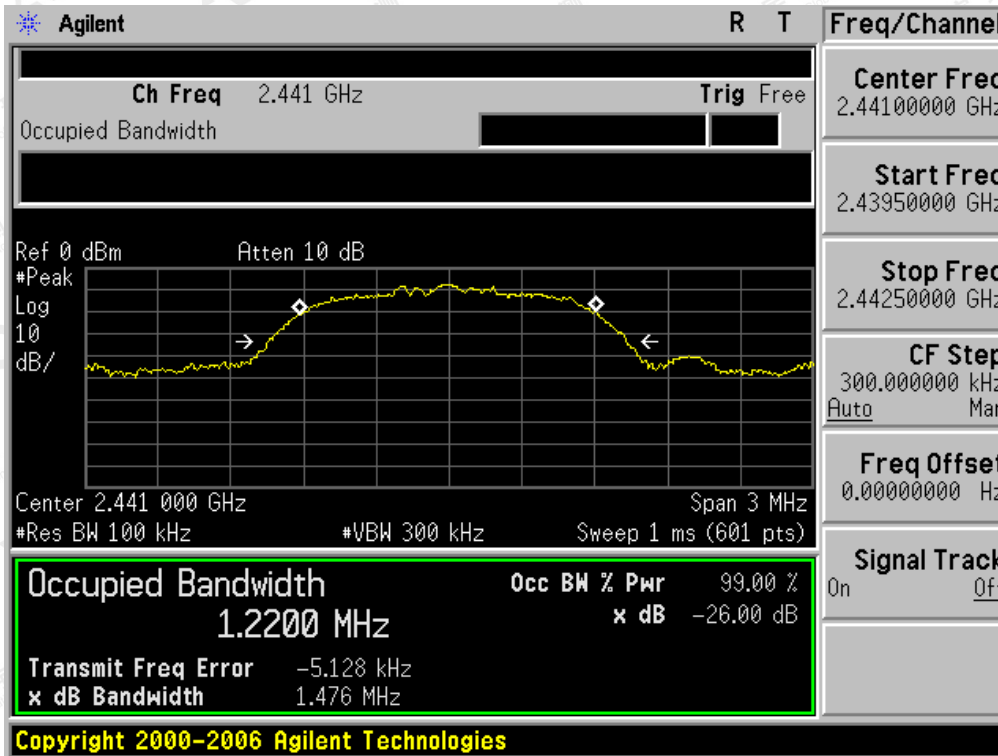 Agilent R T
Freq/Channel
Ch Freq 2.441 GHz Trig Free
Occupied Bandwidth
Center Freq
2.44100000 GHz
Start Freq
2.43950000 GHz
Stop Freq
2.44250000 GHz
CF Step
300.000000 kHz
Auto Man
Freq Offset
0.00000000 Hz
Signal Track
On Off
Ref 0 dBm Atten 10 dB
#Peak
Log
10
dB/
Center 2.441 000 GHz Span 3 MHz
#Res BW 100 kHz #VBW 300 kHz Sweep 1 ms (601 pts)
Occupied Bandwidth
1.2200 MHz
Occ BW % Pwr 99.00 %
x dB -26.00 dB
Transmit Freq Error -5.128 kHz
x dB Bandwidth 1.476 MHz
Copyright 2000-2006 Agilent Technologies